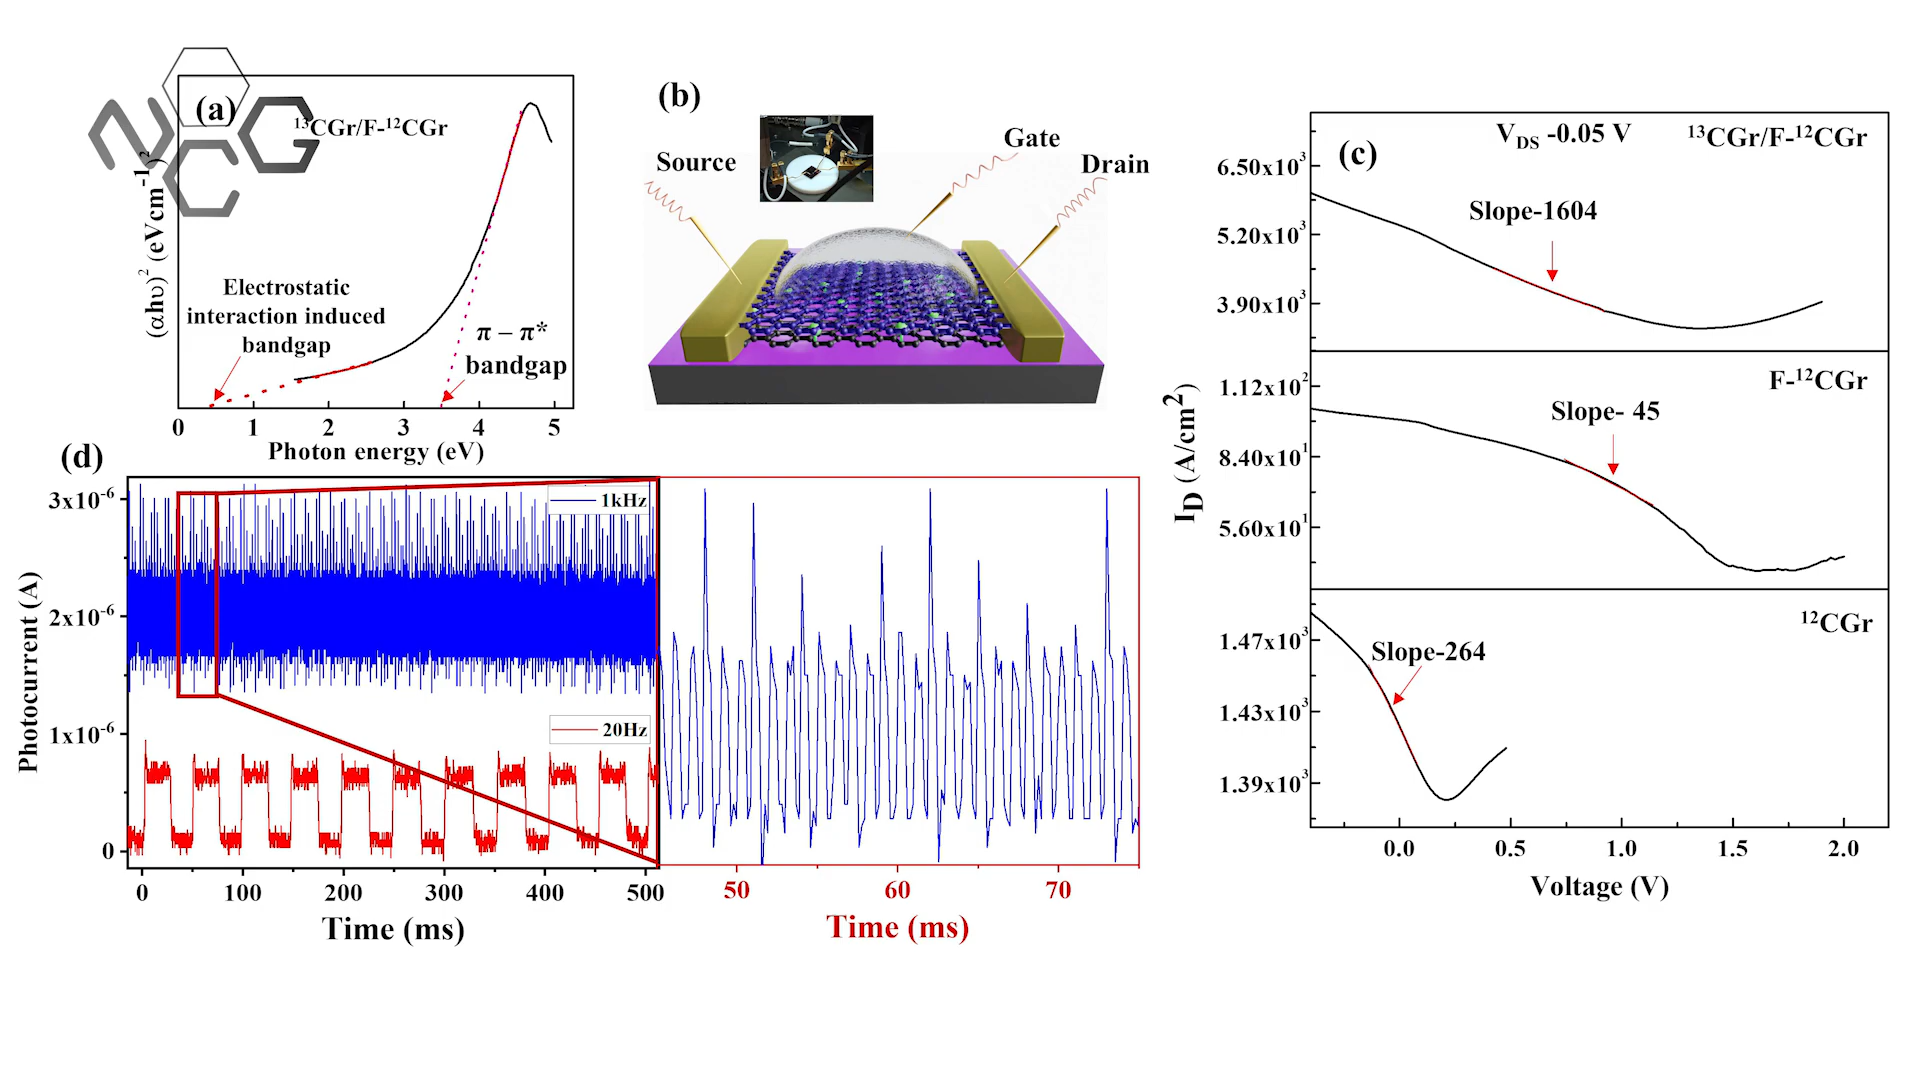 (a)
¹³CGr/F-¹²CGr
(αhυ)² (eVcm⁻¹)²
Electrostatic
interaction induced
bandgap
π – π*
bandgap
0 1 2 3 4 5
Photon energy (eV)
(b)
Source
Gate
Drain
(c)
V_DS -0.05 V
¹³CGr/F-¹²CGr
6.50x10³
Slope-1604
5.20x10³
3.90x10³
F-¹²CGr
1.12x10²
Slope- 45
8.40x10¹
5.60x10¹
I_D (A/cm²)
¹²CGr
1.47x10³
Slope-264
1.43x10³
1.39x10³
0.0 0.5 1.0 1.5 2.0
Voltage (V)
(d)
3x10⁻⁶
1kHz
2x10⁻⁶
1x10⁻⁶
20Hz
0
Photocurrent (A)
0 100 200 300 400 500
Time (ms)
50 60 70
Time (ms)